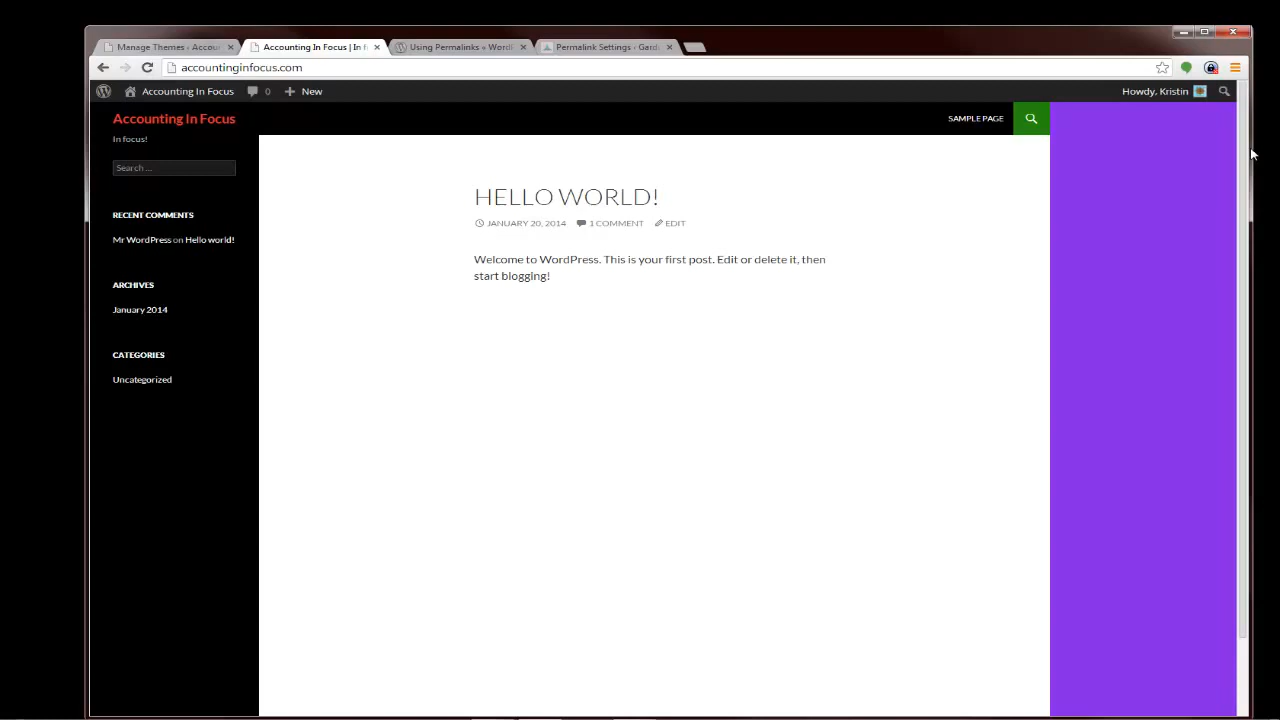 Manage Themes ‹ Accou
Accounting In Focus | In f
Using Permalinks « WordP
Permalink Settings ‹ Gard
accountinginfocus.com
Accounting In Focus 0 New
Howdy, Kristin
Accounting In Focus
SAMPLE PAGE
In focus!
Search ...
HELLO WORLD!
RECENT COMMENTS
JANUARY 20, 2014 1 COMMENT EDIT
Mr WordPress on Hello world!
Welcome to WordPress. This is your first post. Edit or delete it, then
start blogging!
ARCHIVES
January 2014
CATEGORIES
Uncategorized